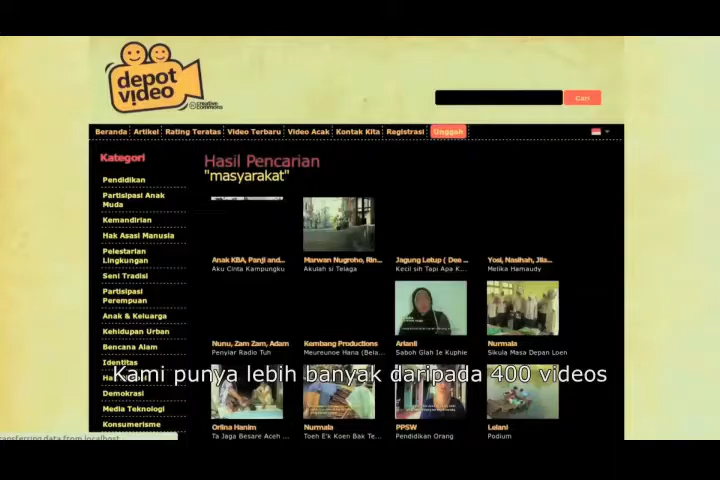 depot
video
creative
commons
Cari
Beranda Artikel Rating Teratas Video Terbaru Video Acak Kontak Kita Registrasi Unggah
Kategori
Pendidikan
Partisipasi Anak
Muda
Kemandirian
Hak Asasi Manusia
Pelestarian
Lingkungan
Seni Tradisi
Partisipasi
Perempuan
Anak & Keluarga
Kehidupan Urban
Bencana Alam
Identitas
Demokrasi
Media Teknologi
Konsumerisme
Hasil Pencarian
"masyarakat"
Anak KBA, Panji and...
Aku Cinta Kampungku
Marwan Nugroho, Rin...
Akulah si Telaga
Jagung Letup ( Dee ...
Kecil sih Tapi Apa K...
Yosi, Nasihah, Jila...
Melika Hamaudy
Nunu, Zam Zam, Adam
Penyiar Radio Tuh
Kembang Productions
Meureunoe Hana (Bela...
Arianil
Saboh Glah Ie Kuphie
Nurmala
Sikula Masa Depan Loen
Kami punya lebih banyak daripada 400 videos
Orlina Hanim
Ta Jaga Besare Aceh ...
Nurmala
Toeh E'k Koen Bak Te...
PPSW
Pendidikan Orang
Lelani
Podium
transferring data from localhost